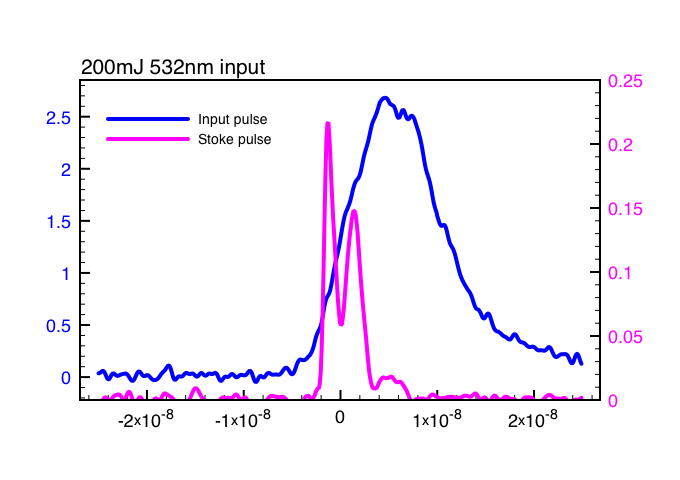 200mJ 532nm input
0.25
2.5
Input pulse
Stoke pulse
0.2
2
0.15
1.5
1
0.1
0.5
0.05
0
0
-2x10⁻⁸
-1x10⁻⁸
0
1x10⁻⁸
2x10⁻⁸